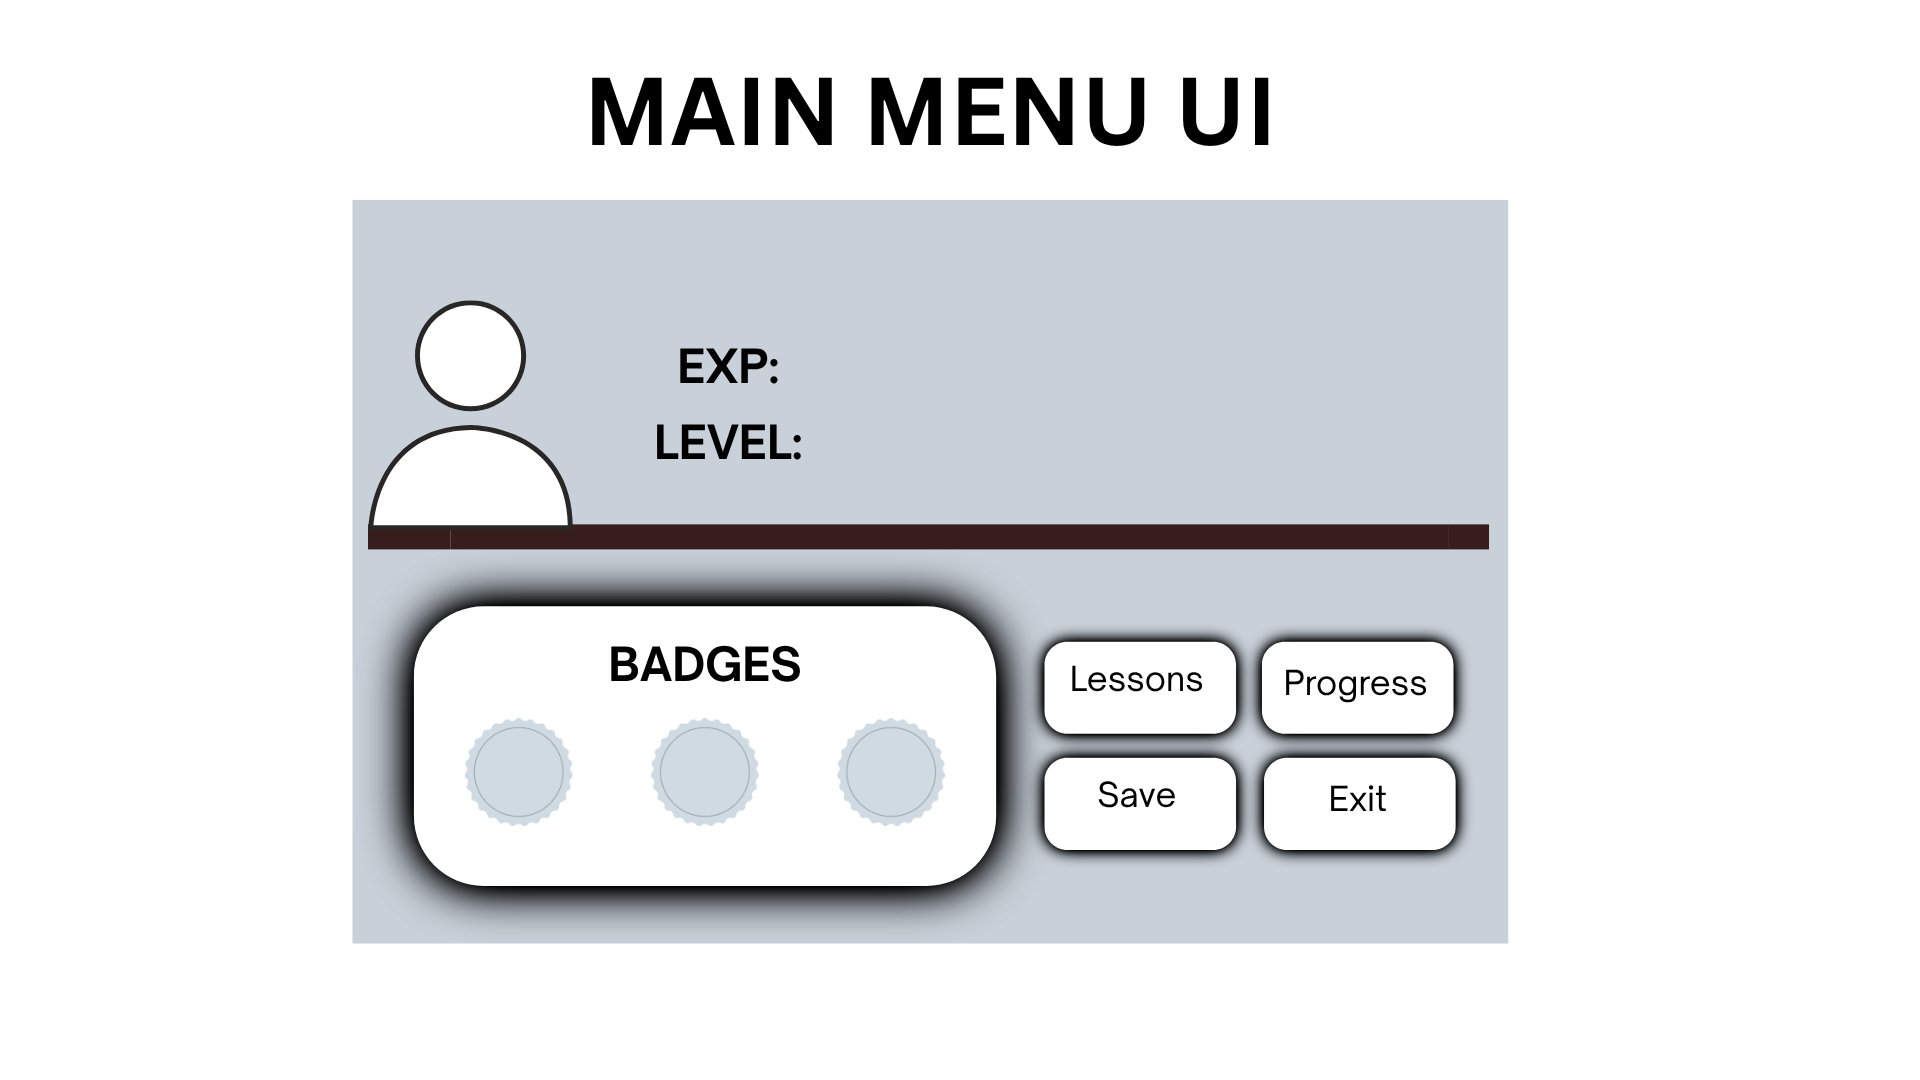 MAIN MENU UI
EXP:
LEVEL:
BADGES
Lessons
Progress
Save
Exit